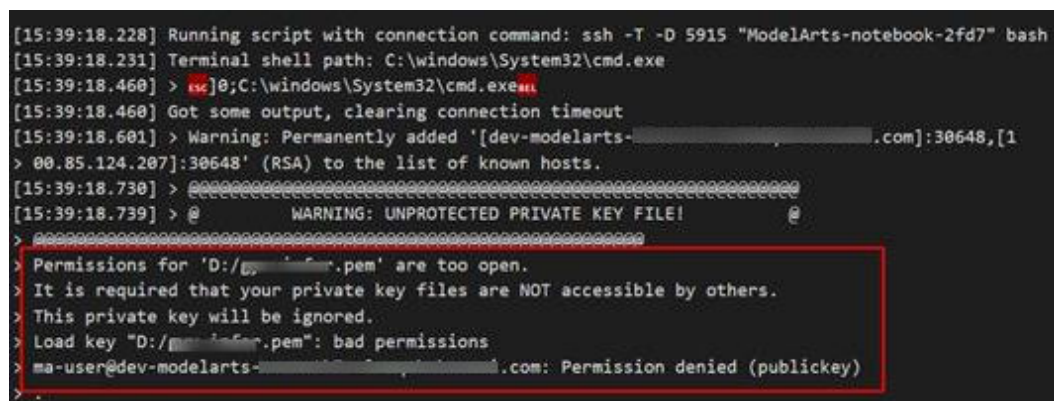 [15:39:18.228] Running script with connection command: ssh -T -D 5915 "ModelArts-notebook-2fd7" bash
[15:39:18.231] Terminal shell path: C:\windows\System32\cmd.exe
[15:39:18.460] > ESC]0;C:\windows\System32\cmd.exeBEL
[15:39:18.460] Got some output, clearing connection timeout
[15:39:18.601] > Warning: Permanently added '[dev-modelarts- .com]:30648,[1
> 00.85.124.207]:30648' (RSA) to the list of known hosts.
[15:39:18.730] > @@@@@@@@@@@@@@@@@@@@@@@@@@@@@@@@@@@@@@@@@@@@@@@@@@@@@@@@@@@
[15:39:18.739] > @ WARNING: UNPROTECTED PRIVATE KEY FILE! @
> @@@@@@@@@@@@@@@@@@@@@@@@@@@@@@@@@@@@@@@@@@@@@@@@@@@@@@@@@@@
> Permissions for 'D:/ .pem' are too open.
> It is required that your private key files are NOT accessible by others.
> This private key will be ignored.
> Load key "D:/ .pem": bad permissions
> ma-user@dev-modelarts- .com: Permission denied (publickey)
> .